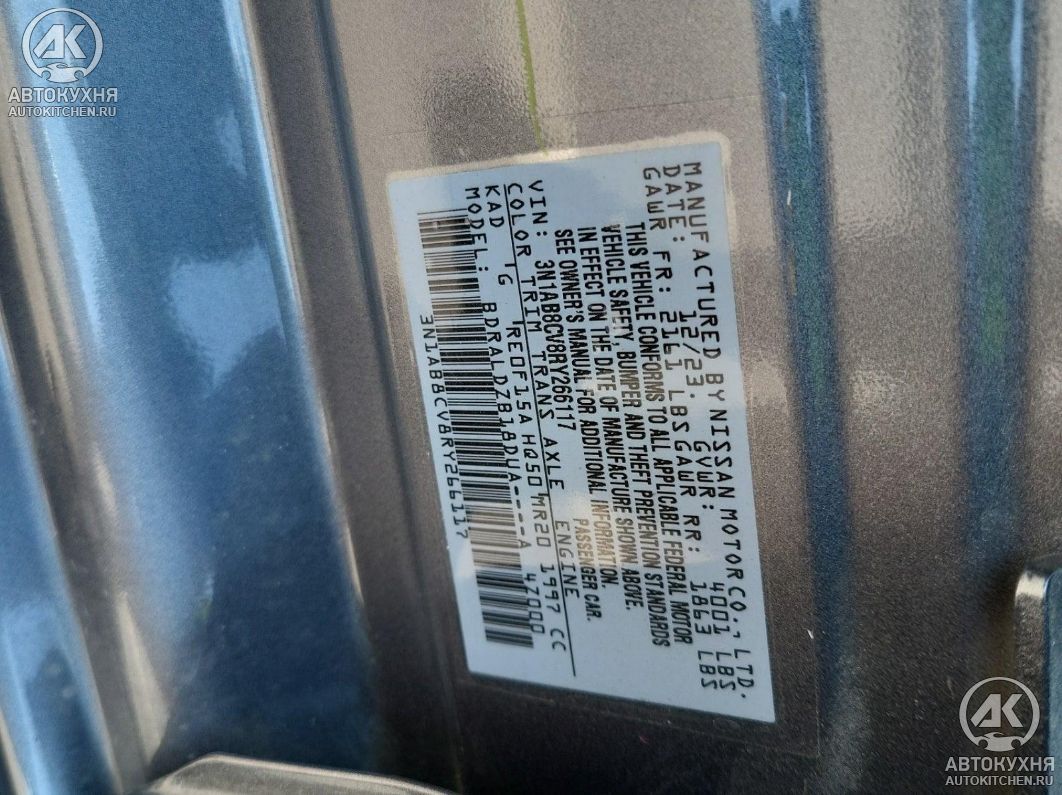 АК
АВТОКУХНЯ
AUTOKITCHEN.RU
MANUFACTURED BY NISSAN MOTOR CO., LTD.
DATE: 12/23. GVWR: 4001 LBS
GAWR FR: 2161 LBS GAWR RR: 1863 LBS
THIS VEHICLE CONFORMS TO ALL APPLICABLE FEDERAL MOTOR
VEHICLE SAFETY, BUMPER AND THEFT PREVENTION STANDARDS
IN EFFECT ON THE DATE OF MANUFACTURE SHOWN ABOVE.
SEE OWNER'S MANUAL FOR ADDITIONAL INFORMATION.
VIN: 3N1AB8CV8RY266117 PASSENGER CAR.
COLOR TRIM TRANS AXLE ENGINE
KAD G RE0F15A HQ50 MR20 1997 CC
MODEL: BDRALDZB18DUA----A 4Z000
3N1AB8CV8RY266117
АК
АВТОКУХНЯ
AUTOKITCHEN.RU